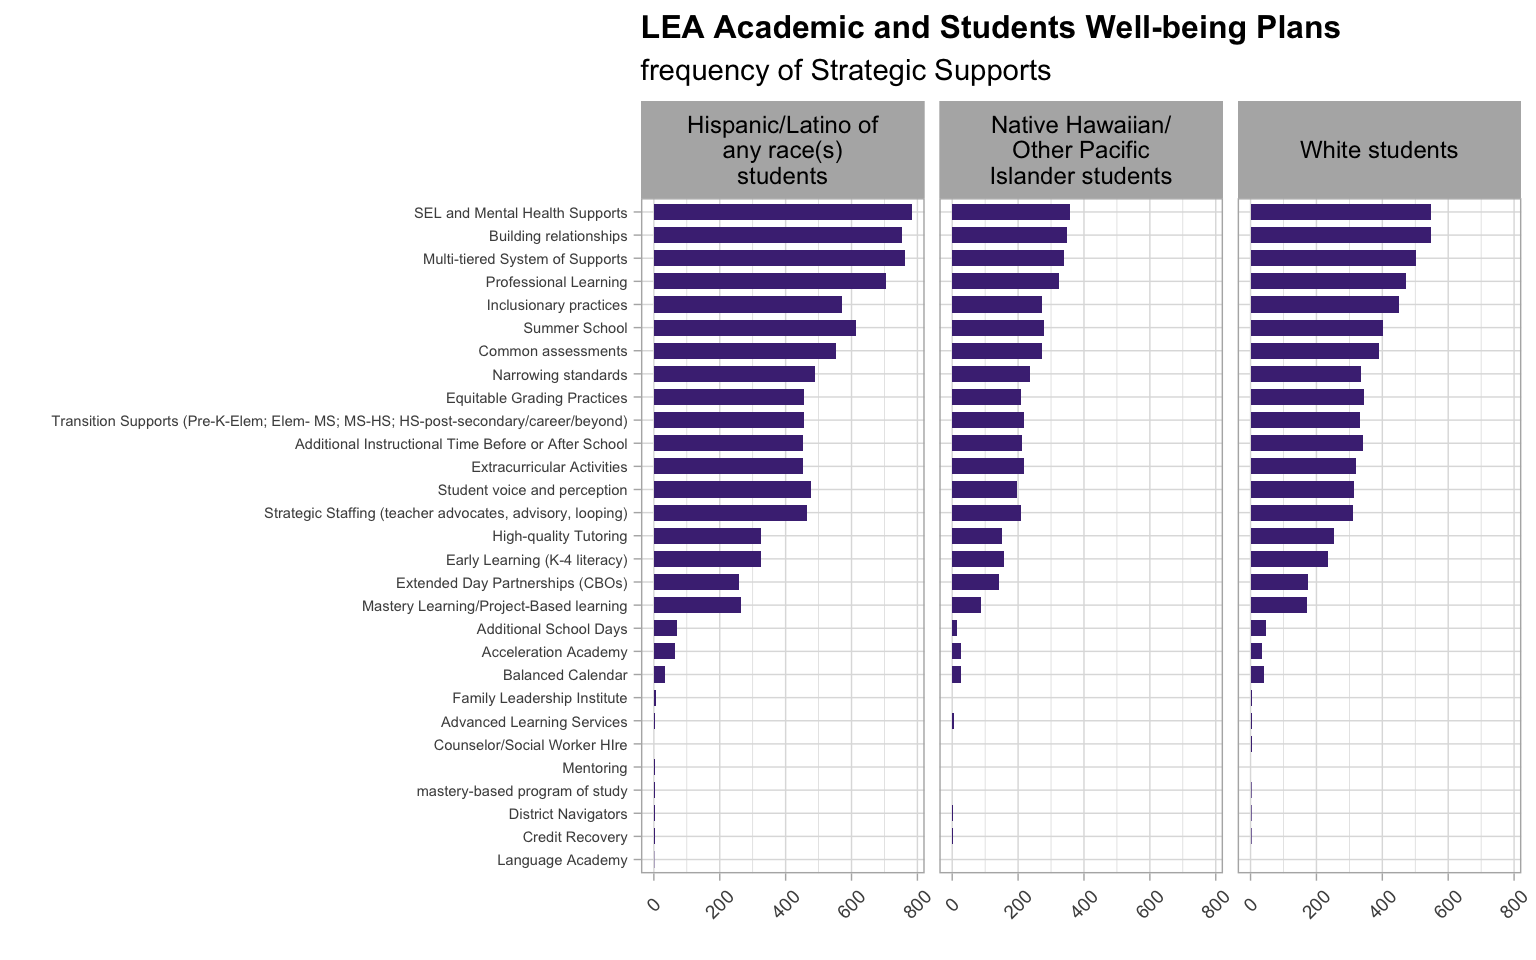 LEA Academic and Students Well-being Plans
frequency of Strategic Supports
Hispanic/Latino of
any race(s)
students
Native Hawaiian/
Other Pacific
Islander students
White students
SEL and Mental Health Supports
Building relationships
Multi-tiered System of Supports
Professional Learning
Inclusionary practices
Summer School
Common assessments
Narrowing standards
Equitable Grading Practices
Transition Supports (Pre-K-Elem; Elem- MS; MS-HS; HS-post-secondary/career/beyond)
Additional Instructional Time Before or After School
Extracurricular Activities
Student voice and perception
Strategic Staffing (teacher advocates, advisory, looping)
High-quality Tutoring
Early Learning (K-4 literacy)
Extended Day Partnerships (CBOs)
Mastery Learning/Project-Based learning
Additional School Days
Acceleration Academy
Balanced Calendar
Family Leadership Institute
Advanced Learning Services
Counselor/Social Worker HIre
Mentoring
mastery-based program of study
District Navigators
Credit Recovery
Language Academy
0 200 400 600 800
0 200 400 600 800
0 200 400 600 800